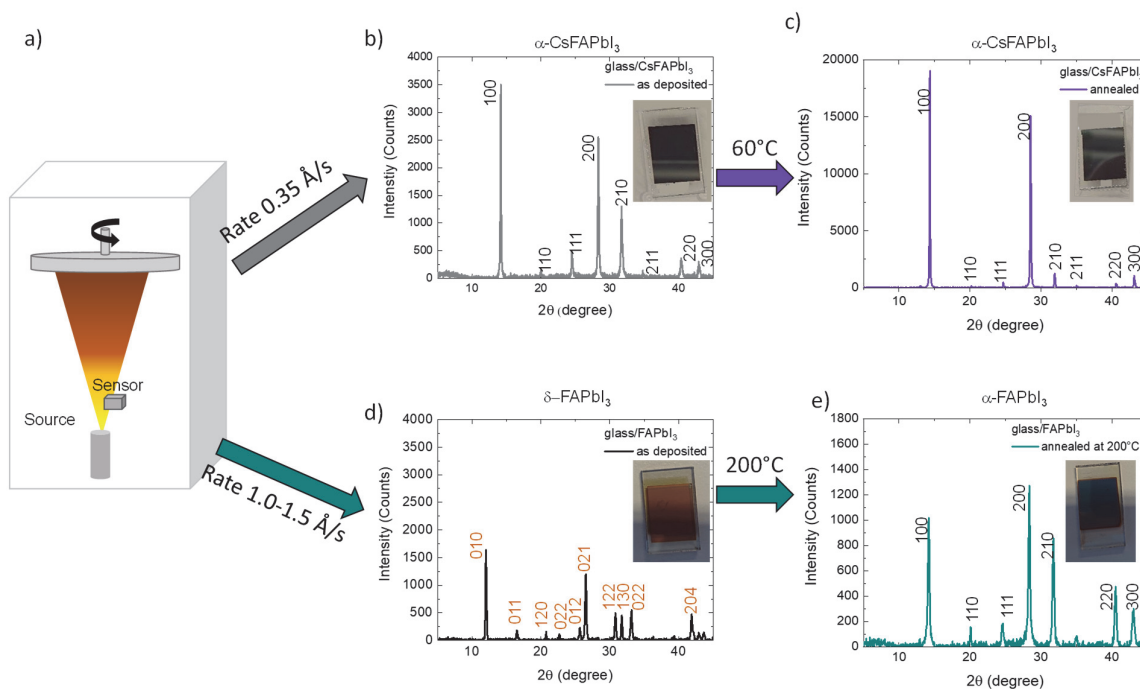 a)
Sensor
Source
Rate 0.35 Å/s
Rate 1.0-1.5 Å/s
b)
α-CsFAPbI3
4000
3500
3000
2500
2000
1500
1000
500
0
Intenstiy (Counts)
glass/CsFAPbI3
as deposited
100
110
111
200
210
211
220
300
10
20
30
40
2θ (degree)
60°C
c)
α-CsFAPbI3
20000
15000
10000
5000
0
Intensity (Counts)
glass/CsFAPbI
annealed
100
110
111
200
210
211
220
300
10
20
30
40
2θ (degree)
d)
δ–FAPbI3
4000
3500
3000
2500
2000
1500
1000
500
0
Intensity (Counts)
glass/FAPbI3
as deposited
010
011
120
022
012
021
122
130
022
204
10
20
30
40
2θ (degree)
200°C
e)
α-FAPbI3
1800
1600
1400
1200
1000
800
600
400
200
0
Intensity (Counts)
glass/FAPbI3
annealed at 200°C
100
110
111
200
210
220
300
10
20
30
40
2θ (degree)